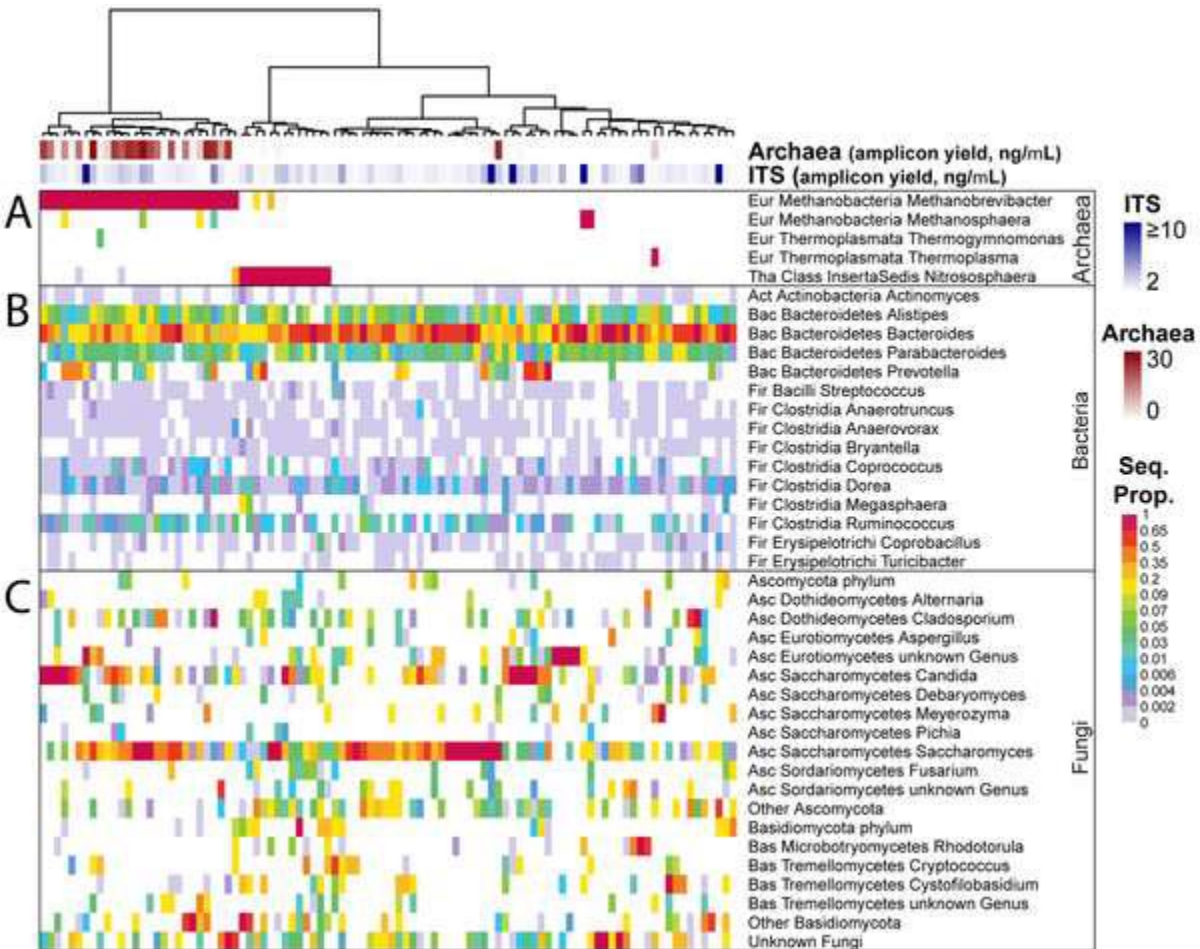 Archaea (amplicon yield, ng/mL)
ITS (amplicon yield, ng/mL)
A
Eur Methanobacteria Methanobrevibacter
Eur Methanobacteria Methanosphaera
Eur Thermoplasmata Thermogymnomonas
Eur Thermoplasmata Thermoplasma
Tha Class InsertaSedis Nitrososphaera
Archaea
B
Act Actinobacteria Actinomyces
Bac Bacteroidetes Alistipes
Bac Bacteroidetes Bacteroides
Bac Bacteroidetes Parabacteroides
Bac Bacteroidetes Prevotella
Fir Bacilli Streptococcus
Fir Clostridia Anaerotruncus
Fir Clostridia Anaerovorax
Fir Clostridia Bryantella
Fir Clostridia Coprococcus
Fir Clostridia Dorea
Fir Clostridia Megasphaera
Fir Clostridia Ruminococcus
Fir Erysipelotrichi Coprobacillus
Fir Erysipelotrichi Turicibacter
Bacteria
C
Ascomycota phylum
Asc Dothideomycetes Alternaria
Asc Dothideomycetes Cladosporium
Asc Eurotiomycetes Aspergillus
Asc Eurotiomycetes unknown Genus
Asc Saccharomycetes Candida
Asc Saccharomycetes Debaryomyces
Asc Saccharomycetes Meyerozyma
Asc Saccharomycetes Pichia
Asc Saccharomycetes Saccharomyces
Asc Sordariomycetes Fusarium
Asc Sordariomycetes unknown Genus
Other Ascomycota
Basidiomycota phylum
Bas Microbotryomycetes Rhodotorula
Bas Tremellomycetes Cryptococcus
Bas Tremellomycetes Cystofilobasidium
Bas Tremellomycetes unknown Genus
Other Basidiomycota
Unknown Fungi
Fungi
ITS
≥10
2
Archaea
30
0
Seq.
Prop.
1
0.65
0.5
0.35
0.2
0.09
0.07
0.05
0.03
0.01
0.006
0.004
0.002
0